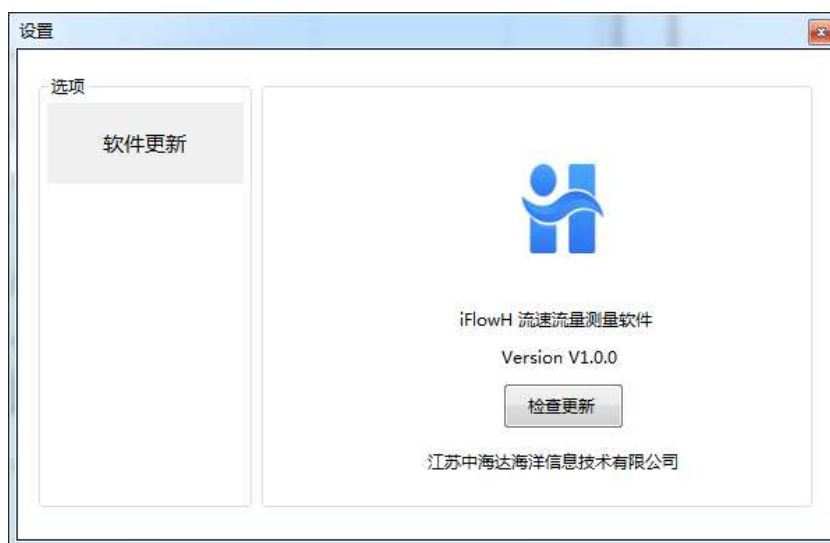 设置
选项
软件更新
iFlowH 流速流量测量软件
Version V1.0.0
检查更新
江苏中海达海洋信息技术有限公司